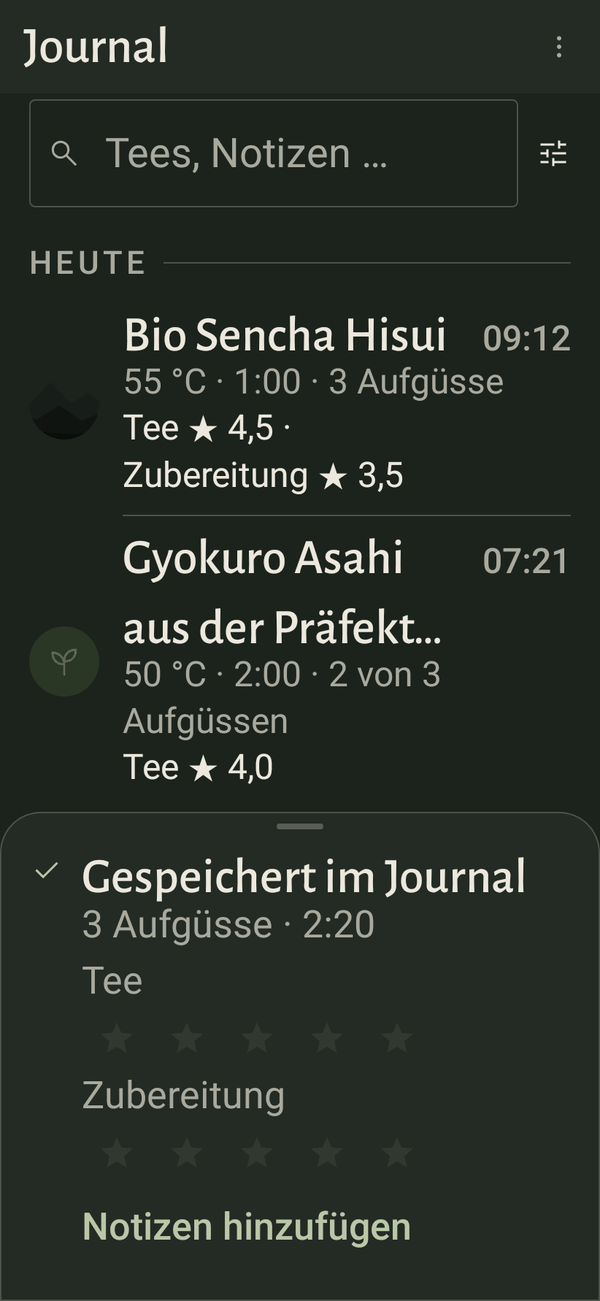 Journal
Tees, Notizen …
HEUTE
Bio Sencha Hisui 09:12
55 °C · 1:00 · 3 Aufgüsse
Tee ★ 4,5 ·
Zubereitung ★ 3,5
Gyokuro Asahi 07:21
aus der Präfekt…
50 °C · 2:00 · 2 von 3
Aufgüssen
Tee ★ 4,0
Gespeichert im Journal
3 Aufgüsse · 2:20
Tee
Zubereitung
Notizen hinzufügen